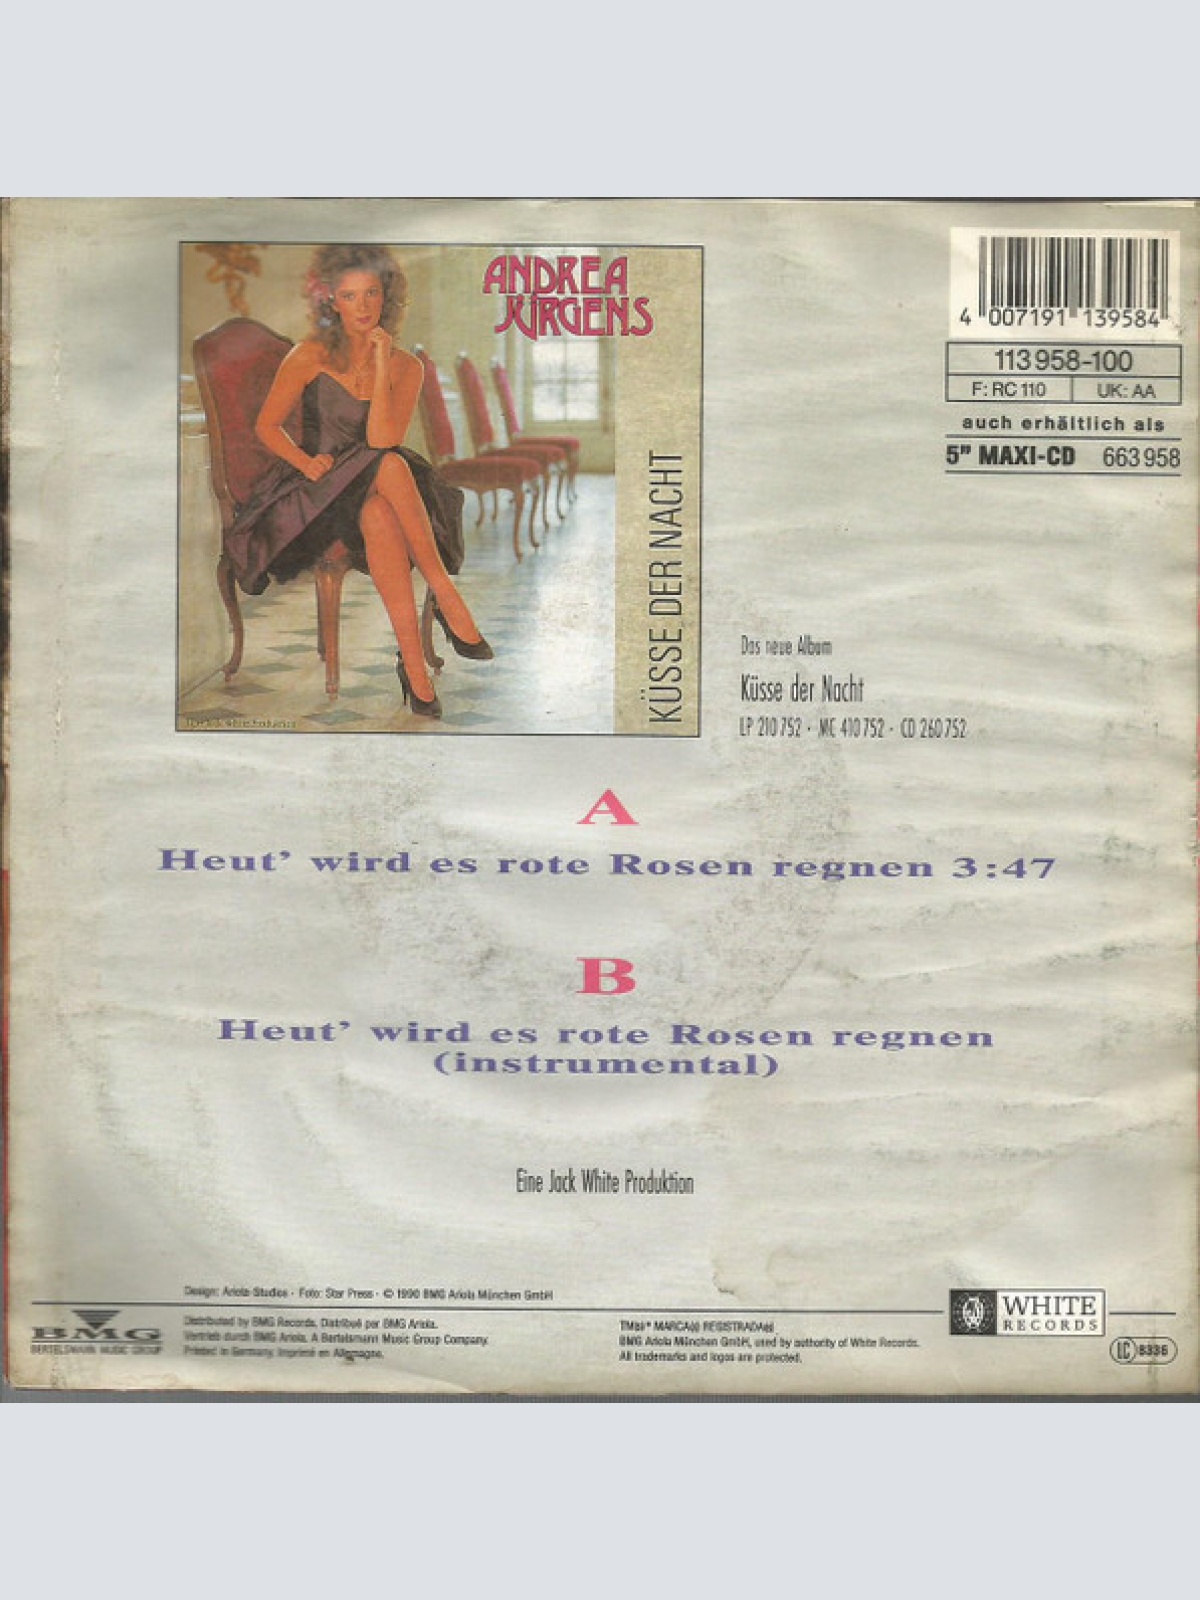 ANDREA
JÜRGENS
KÜSSE DER NACHT
4 007191 139584
113 958-100
F: RC 110 UK: AA
auch erhältlich als
5" MAXI-CD 663 958
Das neue Album
Küsse der Nacht
LP 210 752 · MC 410 752 · CD 260 752
A
Heut' wird es rote Rosen regnen 3:47
B
Heut' wird es rote Rosen regnen
(instrumental)
Eine Jack White Produktion
Design: Ariola-Studios · Foto: Star Press · © 1990 BMG Ariola München GmbH
BMG
BERTELSMANN MUSIC GROUP
Distributed by BMG Records. Distribué par BMG Ariola.
Vertrieb durch BMG Ariola. A Bertelsmann Music Group Company.
Printed in Germany. Imprimé en Allemagne.
TM(s)® MARCA(s) REGISTRADA(s)
BMG Ariola München GmbH, used by authority of White Records.
All trademarks and logos are protected.
WHITE
RECORDS
LC 8336